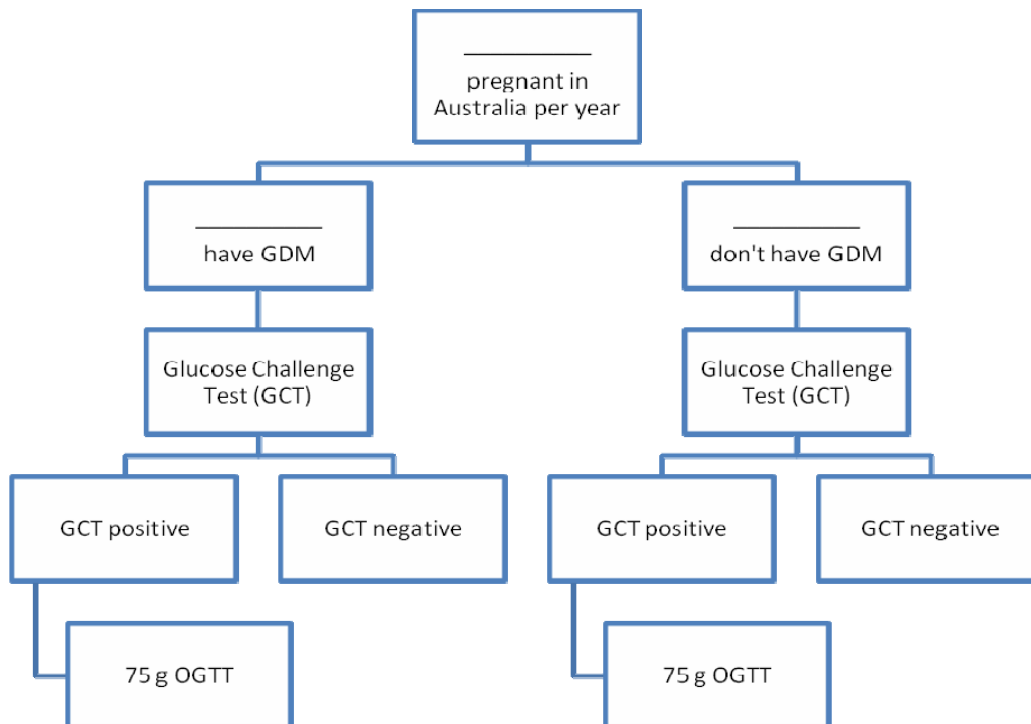 pregnant in
Australia per year
have GDM
don't have GDM
Glucose Challenge
Test (GCT)
Glucose Challenge
Test (GCT)
GCT positive
GCT negative
GCT positive
GCT negative
75 g OGTT
75 g OGTT